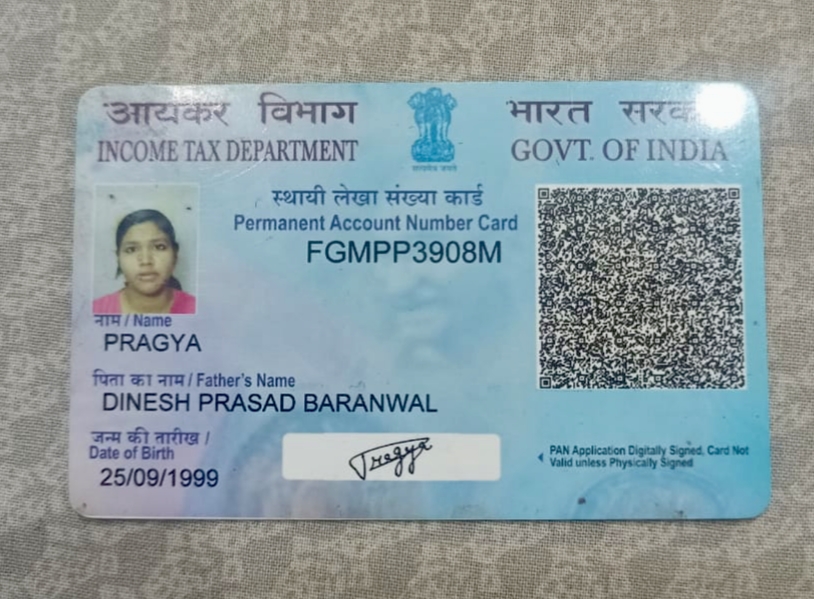 आयकर विभाग
INCOME TAX DEPARTMENT
भारत सरकार
GOVT. OF INDIA
स्थायी लेखा संख्या कार्ड
Permanent Account Number Card
FGMPP3908M
नाम / Name
PRAGYA
पिता का नाम / Father's Name
DINESH PRASAD BARANWAL
जन्म की तारीख /
Date of Birth
25/09/1999
Pragya
PAN Application Digitally Signed, Card Not
Valid unless Physically Signed